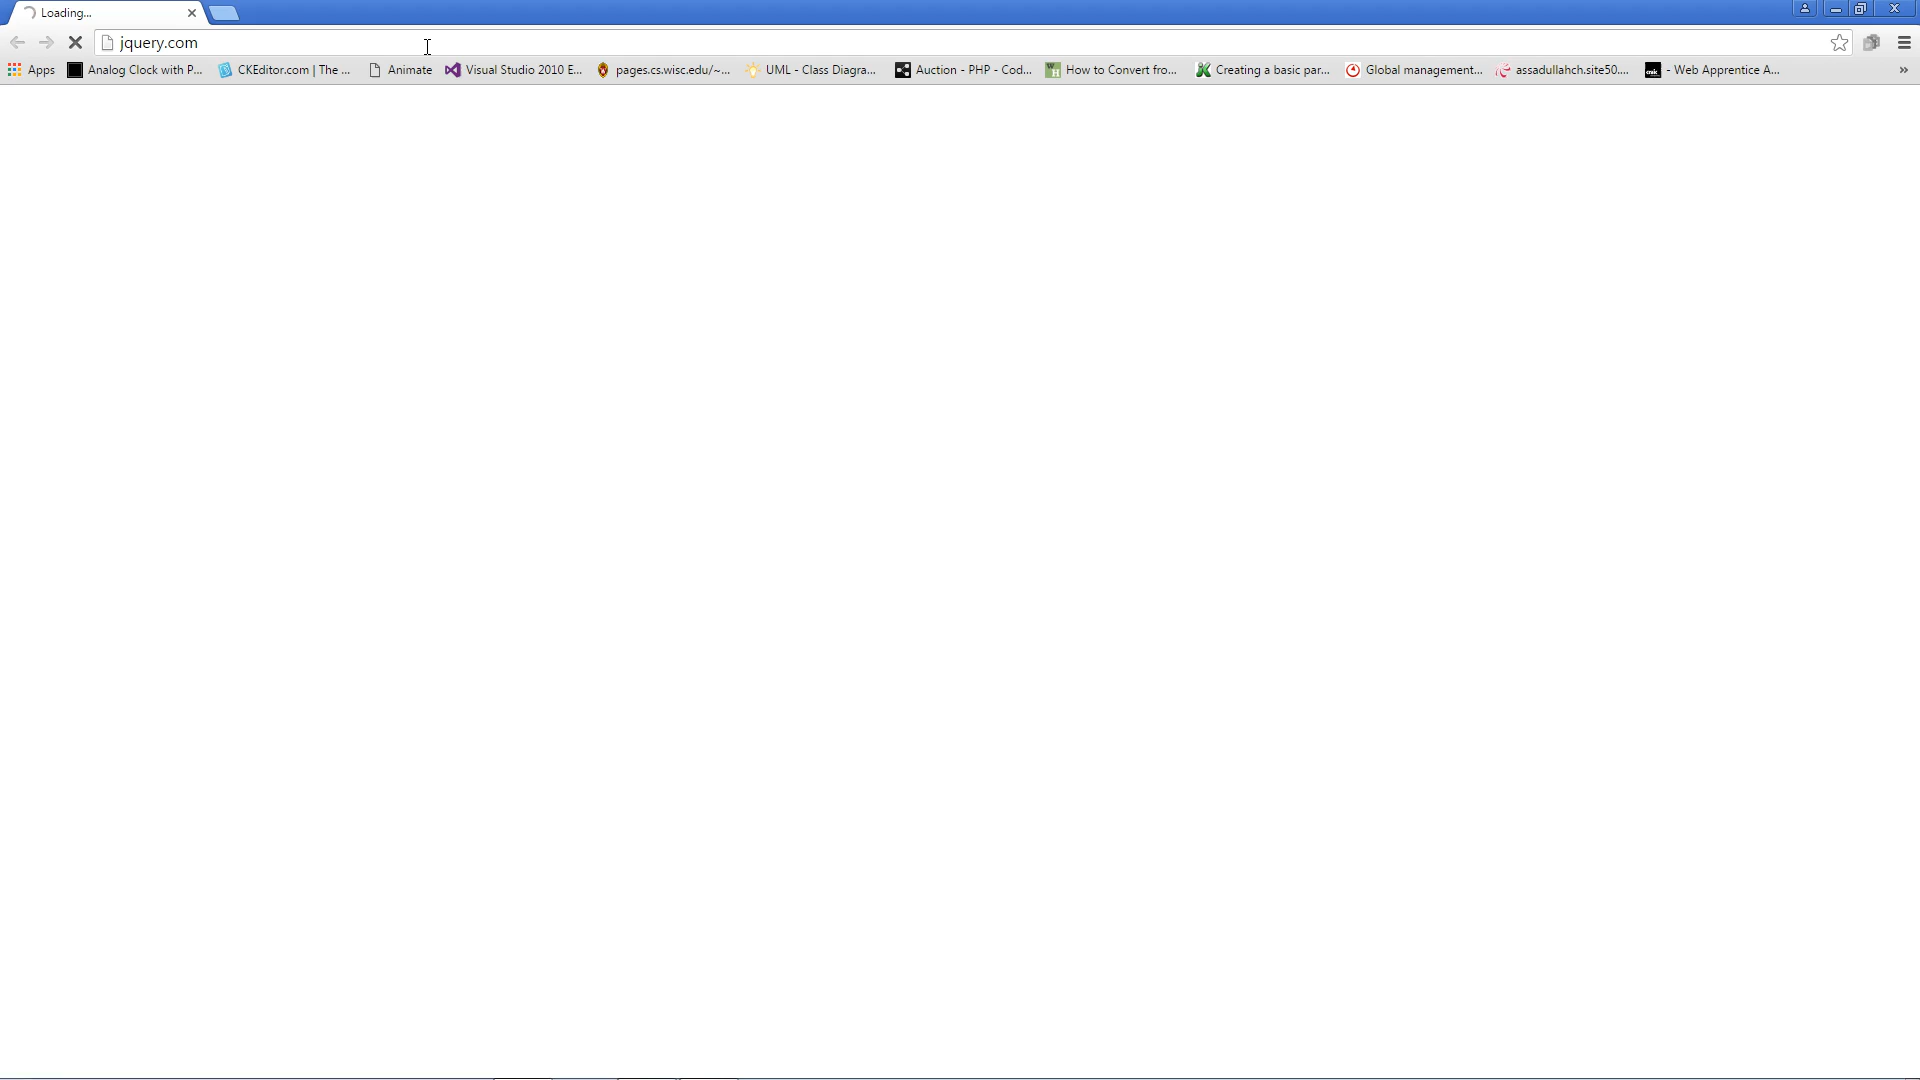 Loading...
jquery.com
Apps Analog Clock with P... CKEditor.com | The ... Animate Visual Studio 2010 E... pages.cs.wisc.edu/~... UML - Class Diagra... Auction - PHP - Cod... How to Convert fro... Creating a basic par... Global management... assadullahch.site50.... - Web Apprentice A... »